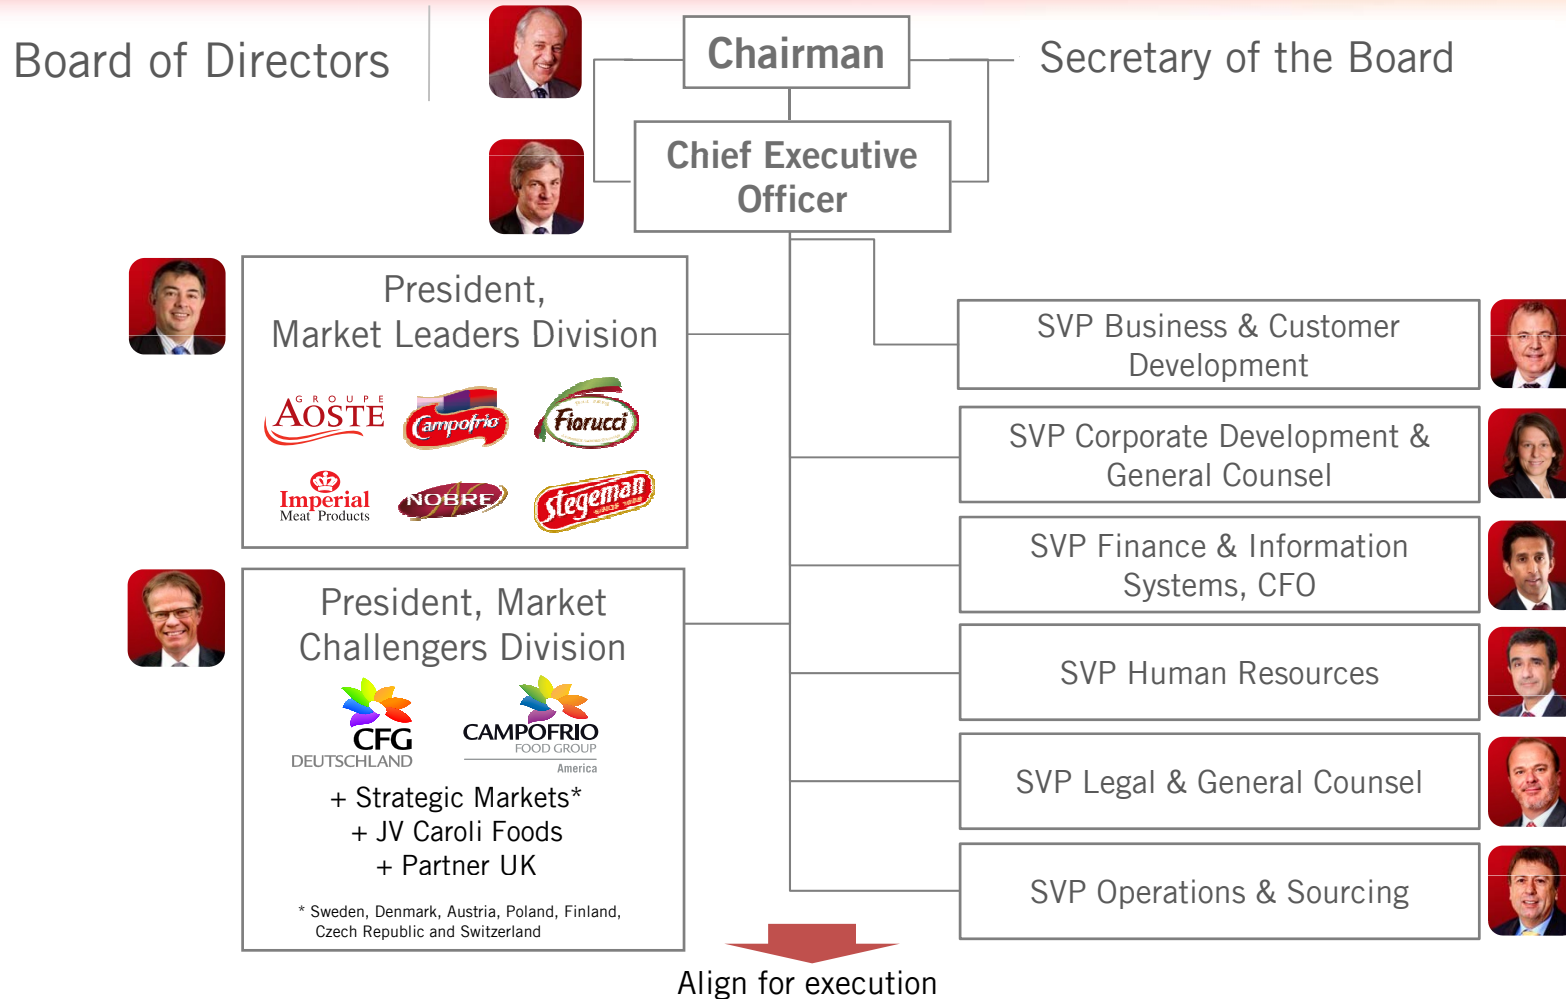 Board of Directors
Chairman
Secretary of the Board
Chief Executive
Officer
President,
Market Leaders Division
GROUPE
AOSTE
Campofrio
Fiorucci
Imperial
Meat Products
NOBRE
Stegeman
SINCE 1858
President, Market
Challengers Division
CFG
DEUTSCHLAND
CAMPOFRIO
FOOD GROUP
America
+ Strategic Markets*
+ JV Caroli Foods
+ Partner UK
* Sweden, Denmark, Austria, Poland, Finland,
Czech Republic and Switzerland
SVP Business & Customer
Development
SVP Corporate Development &
General Counsel
SVP Finance & Information
Systems, CFO
SVP Human Resources
SVP Legal & General Counsel
SVP Operations & Sourcing
Align for execution